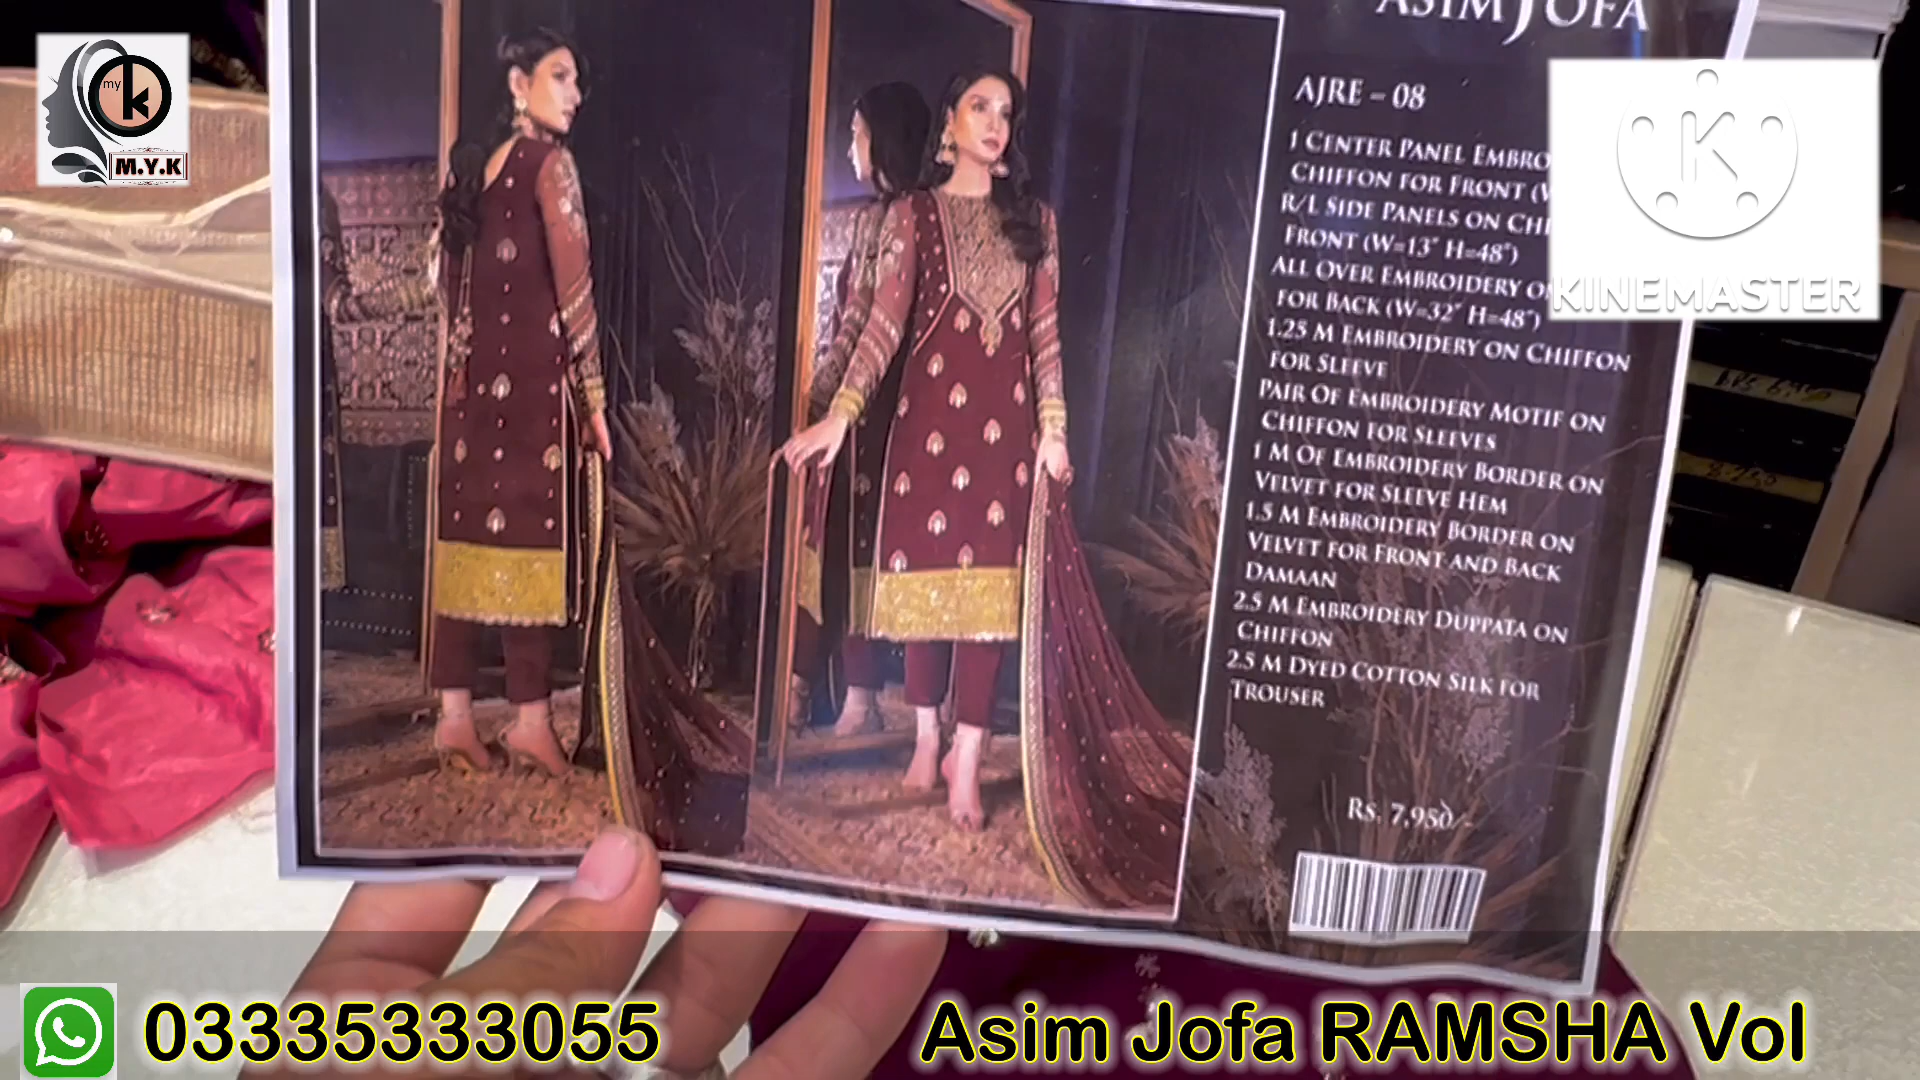 my
k
M.Y.K
ASIM JOFA
AJRE – 08
1 CENTER PANEL
CHIFFON FOR FRONT
R/L SIDE PANELS ON
FRONT (W=13" H=48")
ALL OVER EMBROIDERY
FOR BACK (W=32" H=48")
1.25 M EMBROIDERY ON CHIFFON
FOR SLEEVE
PAIR OF EMBROIDERY MOTIF ON
CHIFFON FOR SLEEVES
1 M OF EMBROIDERY BORDER ON
VELVET FOR SLEEVE HEM
1.5 M EMBROIDERY BORDER ON
VELVET FOR FRONT AND BACK
DAMAAN
2.5 M EMBROIDERY DUPPATA ON
CHIFFON
2.5 M DYED COTTON SILK FOR
TROUSER
RS. 7,950/-
K
KINEMASTER
03335333055
Asim Jofa RAMSHA Vol